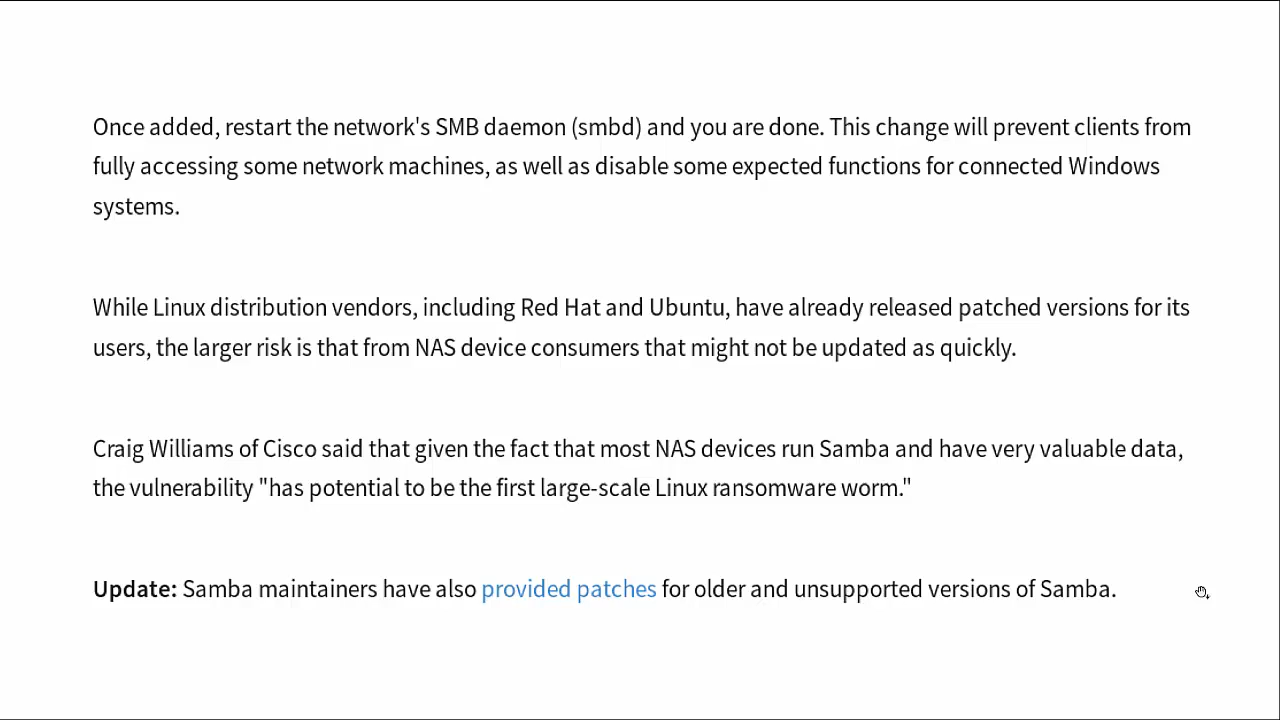 Once added, restart the network's SMB daemon (smbd) and you are done. This change will prevent clients from
fully accessing some network machines, as well as disable some expected functions for connected Windows
systems.
While Linux distribution vendors, including Red Hat and Ubuntu, have already released patched versions for its
users, the larger risk is that from NAS device consumers that might not be updated as quickly.
Craig Williams of Cisco said that given the fact that most NAS devices run Samba and have very valuable data,
the vulnerability "has potential to be the first large-scale Linux ransomware worm."
Update: Samba maintainers have also provided patches for older and unsupported versions of Samba.